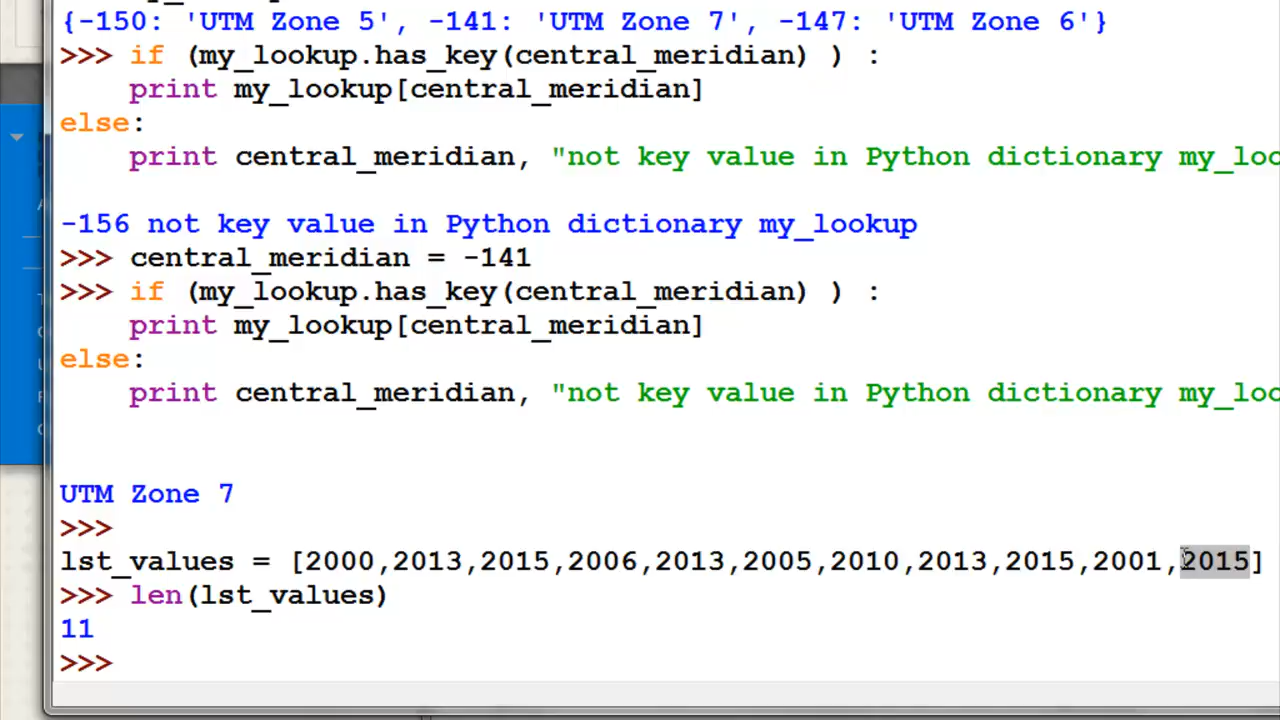 {-150: 'UTM Zone 5', -141: 'UTM Zone 7', -147: 'UTM Zone 6'}
>>> if (my_lookup.has_key(central_meridian) ) :
    print my_lookup[central_meridian]
else:
    print central_meridian, "not key value in Python dictionary my_loo
-156 not key value in Python dictionary my_lookup
>>> central_meridian = -141
>>> if (my_lookup.has_key(central_meridian) ) :
    print my_lookup[central_meridian]
else:
    print central_meridian, "not key value in Python dictionary my_loo
UTM Zone 7
>>>
lst_values = [2000,2013,2015,2006,2013,2005,2010,2013,2015,2001,2015]
>>> len(lst_values)
11
>>>